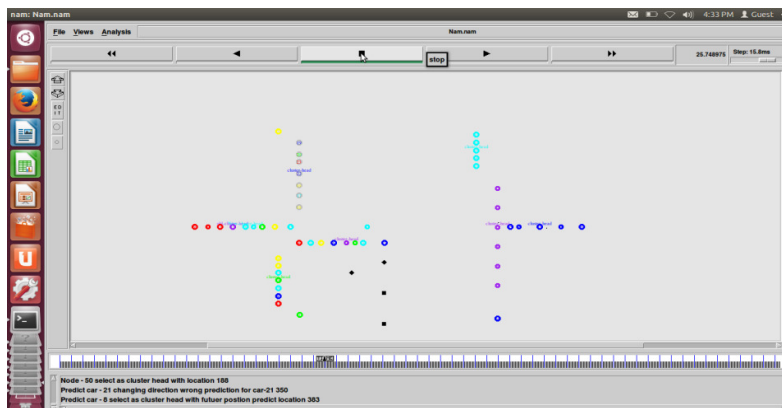 nam: Nam.nam
4:33 PM Guest
File Views Analysis
Nam.nam
stop
25.748975
Step: 15.8ms
cluster.head
Node - 50 select as cluster head with location 188
Predict car - 21 changing direction wrong prediction for car-21 350
Predict car - 8 select as cluster head with futuer postion predict location 383